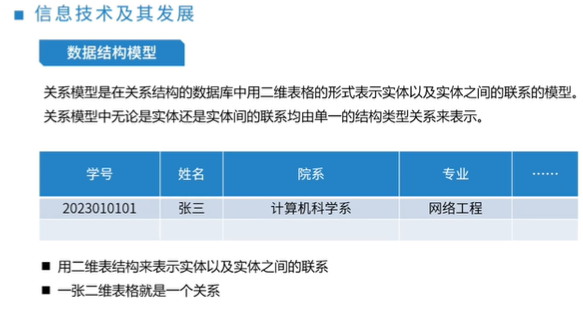 信息技术及其发展
数据结构模型
关系模型是在关系结构的数据库中用二维表格的形式表示实体以及实体之间的联系的模型。
关系模型中无论是实体还是实体间的联系均由单一的结构类型关系来表示。
学号 姓名 院系 专业 ……
2023010101 张三 计算机科学系 网络工程
用二维表结构来表示实体以及实体之间的联系
一张二维表格就是一个关系